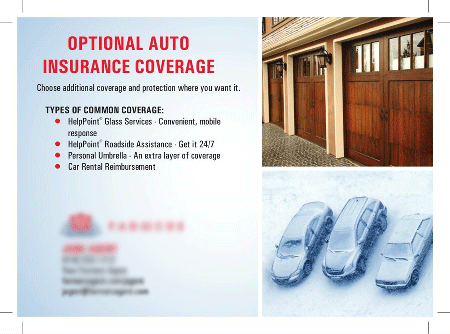 OPTIONAL AUTO
INSURANCE COVERAGE
Choose additional coverage and protection where you want it.
TYPES OF COMMON COVERAGE:
● HelpPoint® Glass Services - Convenient, mobile
response
● HelpPoint® Roadside Assistance - Get it 24/7
● Personal Umbrella - An extra layer of coverage
● Car Rental Reimbursement